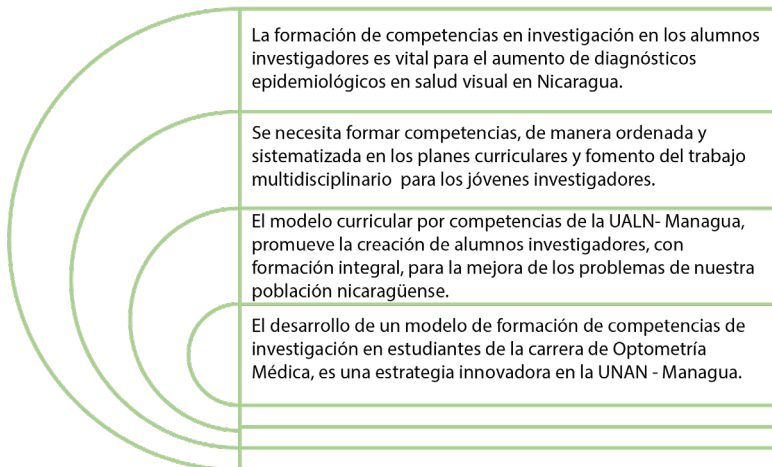 La formación de competencias en investigación en los alumnos
investigadores es vital para el aumento de diagnósticos
epidemiológicos en salud visual en Nicaragua.
Se necesita formar competencias, de manera ordenada y
sistematizada en los planes curriculares y fomento del trabajo
multidisciplinario para los jóvenes investigadores.
El modelo curricular por competencias de la UALN- Managua,
promueve la creación de alumnos investigadores, con
formación integral, para la mejora de los problemas de nuestra
población nicaragüense.
El desarrollo de un modelo de formación de competencias de
investigación en estudiantes de la carrera de Optometría
Médica, es una estrategia innovadora en la UNAN - Managua.